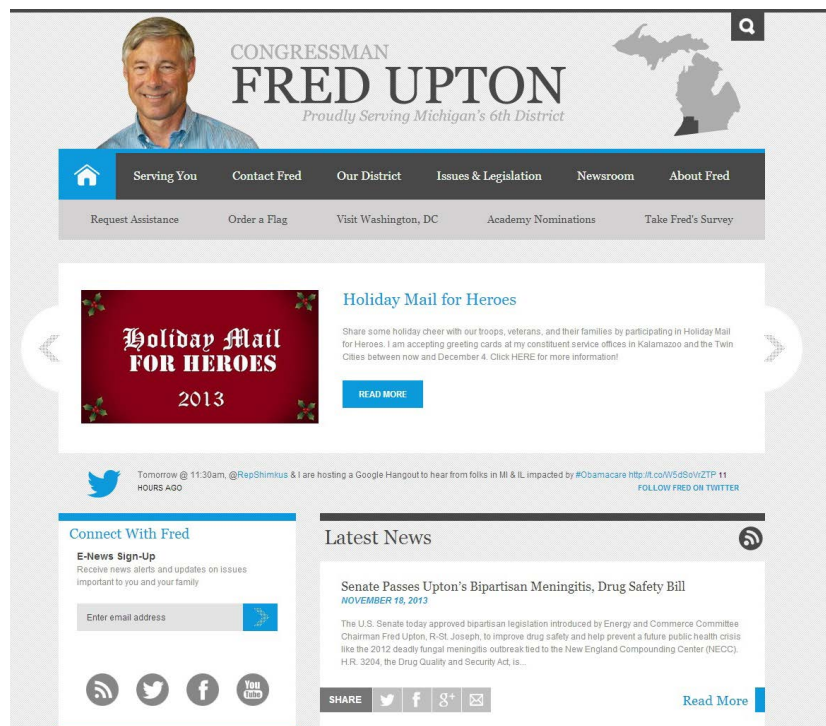 CONGRESSMAN
FRED UPTON
Proudly Serving Michigan's 6th District
Serving You Contact Fred Our District Issues & Legislation Newsroom About Fred
Request Assistance Order a Flag Visit Washington, DC Academy Nominations Take Fred's Survey
Holiday Mail
FOR HEROES
2013
Holiday Mail for Heroes
Share some holiday cheer with our troops, veterans, and their families by participating in Holiday Mail
for Heroes. I am accepting greeting cards at my constituent service offices in Kalamazoo and the Twin
Cities between now and December 4. Click HERE for more information!
READ MORE
Tomorrow @ 11:30am, @RepShimkus & I are hosting a Google Hangout to hear from folks in MI & IL impacted by #Obamacare http://t.co/W5dSoVrZTP 11
HOURS AGO
FOLLOW FRED ON TWITTER
Connect With Fred
E-News Sign-Up
Receive news alerts and updates on issues
important to you and your family
Enter email address
You
Tube
Latest News
Senate Passes Upton's Bipartisan Meningitis, Drug Safety Bill
NOVEMBER 18, 2013
The U.S. Senate today approved bipartisan legislation introduced by Energy and Commerce Committee
Chairman Fred Upton, R-St. Joseph, to improve drug safety and help prevent a future public health crisis
like the 2012 deadly fungal meningitis outbreak tied to the New England Compounding Center (NECC).
H.R. 3204, the Drug Quality and Security Act, is...
SHARE f g+ Read More